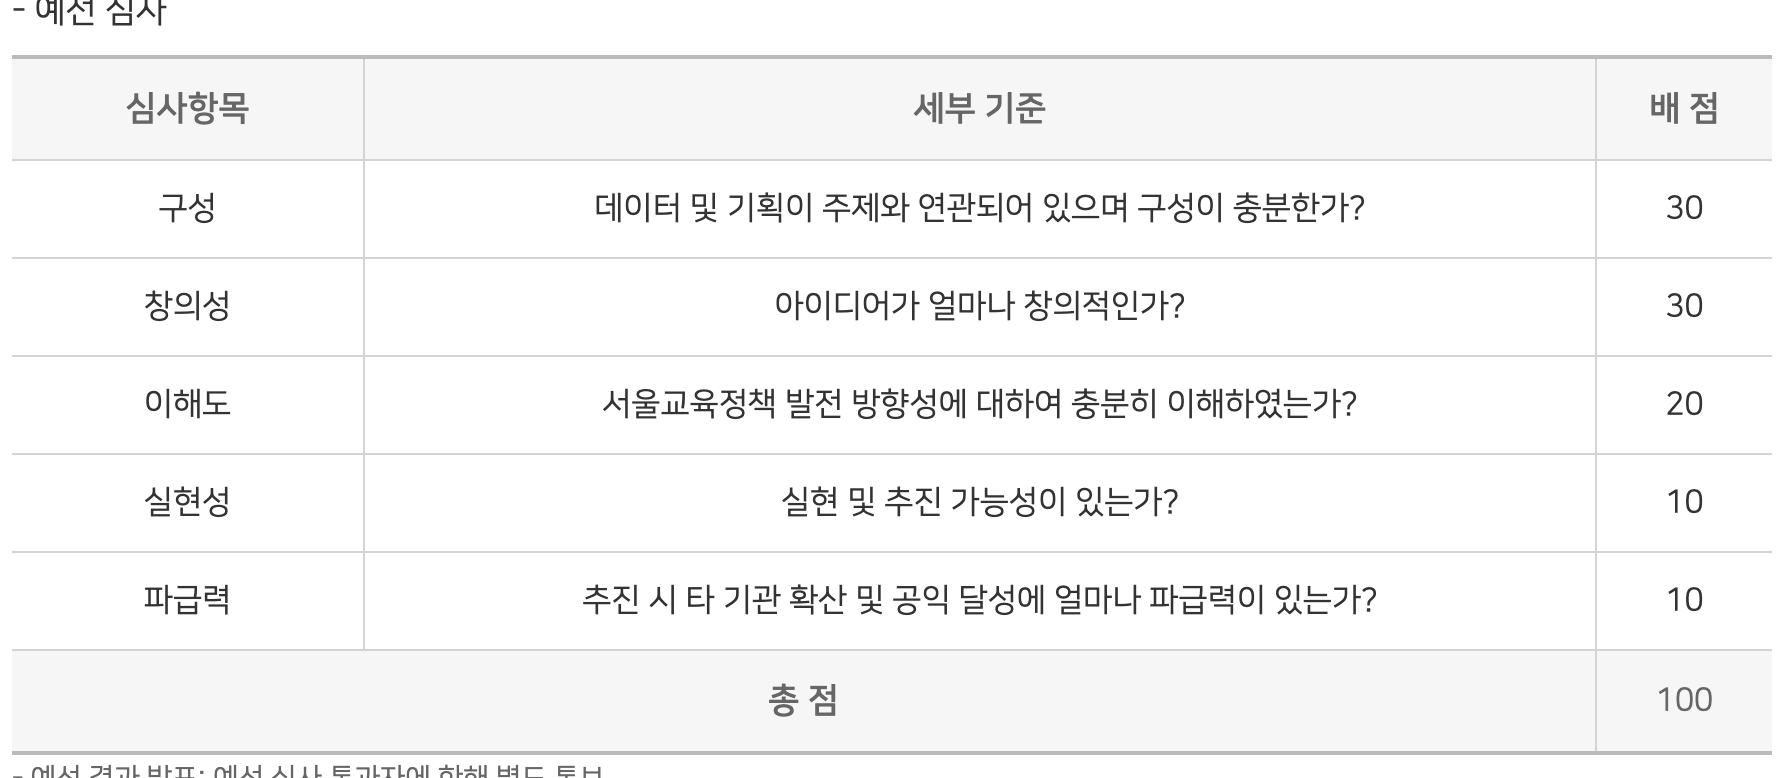 - 예선 심사
심사항목 세부 기준 배 점
구성 데이터 및 기획이 주제와 연관되어 있으며 구성이 충분한가? 30
창의성 아이디어가 얼마나 창의적인가? 30
이해도 서울교육정책 발전 방향성에 대하여 충분히 이해하였는가? 20
실현성 실현 및 추진 가능성이 있는가? 10
파급력 추진 시 타 기관 확산 및 공익 달성에 얼마나 파급력이 있는가? 10
총 점 100
- 예선 결과 발표: 예선 심사 통과자에 한해 별도 통보